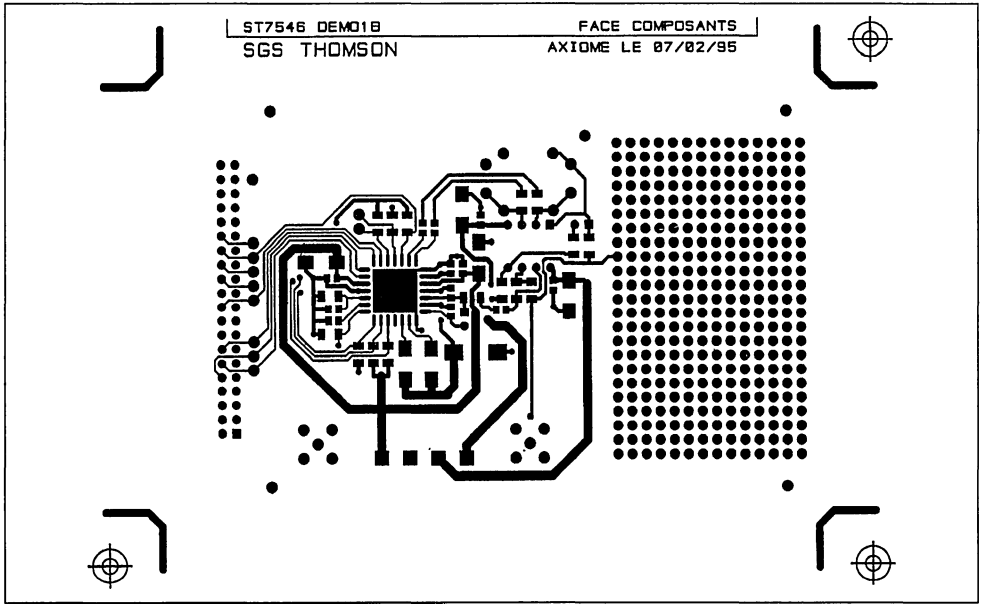 ST7546 DEMO1B
FACE COMPOSANTS
SGS THOMSON
AXIOME LE 07/02/95